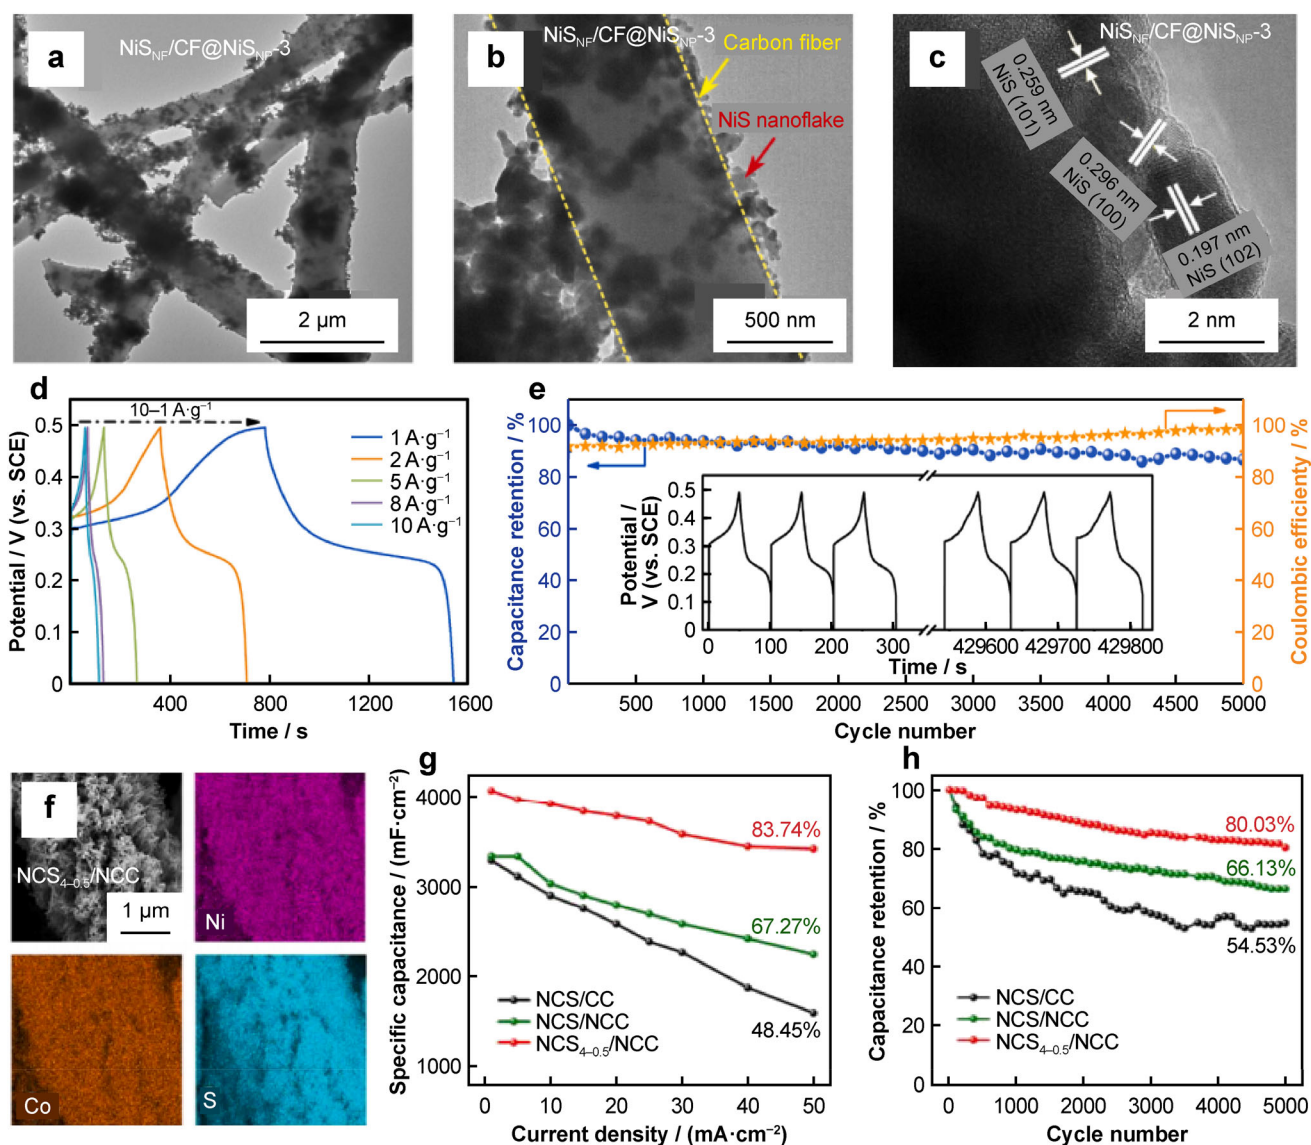 a
NiS_NF/CF@NiS_NP-3
2 μm
b
NiS_NF/CF@NiS_NP-3
Carbon fiber
NiS nanoflake
500 nm
c
NiS_NF/CF@NiS_NP-3
0.259 nm
NiS (101)
0.296 nm
NiS (100)
0.197 nm
NiS (102)
2 nm
d
10–1 A·g⁻¹
1 A·g⁻¹
2 A·g⁻¹
5 A·g⁻¹
8 A·g⁻¹
10 A·g⁻¹
Potential / V (vs. SCE)
0.5
0.4
0.3
0.2
0.1
0
400
800
1200
1600
Time / s
e
Capacitance retention / %
100
80
60
40
20
0
Potential /
V (vs. SCE)
0.5
0.4
0.3
0.2
0.1
0
0
100
200
300
429600
429700
429800
Time / s
100
80
60
40
20
0
Coulombic efficiency / %
500
1000
1500
2000
2500
3000
3500
4000
4500
5000
Cycle number
f
NCS₄₋₀.₅/NCC
1 μm
Ni
Co
S
g
Specific capacitance / (mF·cm⁻²)
4000
3000
2000
1000
83.74%
67.27%
48.45%
NCS/CC
NCS/NCC
NCS₄₋₀.₅/NCC
0
10
20
30
40
50
Current density / (mA·cm⁻²)
h
Capacitance retention / %
100
80
60
40
20
0
80.03%
66.13%
54.53%
NCS/CC
NCS/NCC
NCS₄₋₀.₅/NCC
0
1000
2000
3000
4000
5000
Cycle number